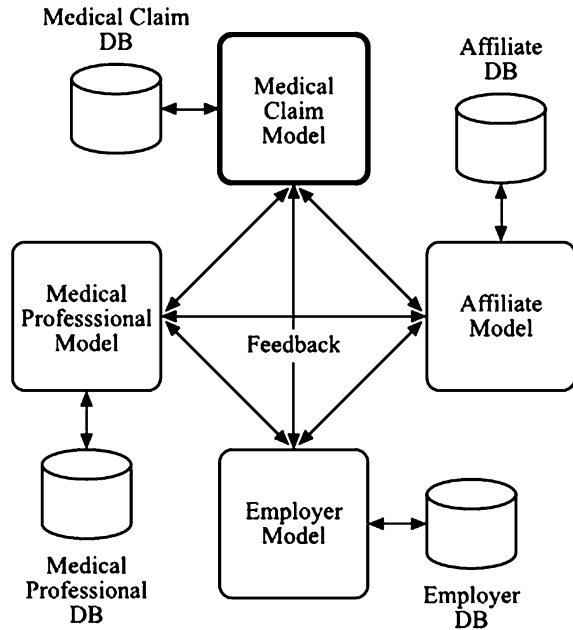 Medical Claim
DB
Medical
Claim
Model
Affiliate
DB
Medical
Professsional
Model
Feedback
Affiliate
Model
Employer
Model
Medical
Professional
DB
Employer
DB